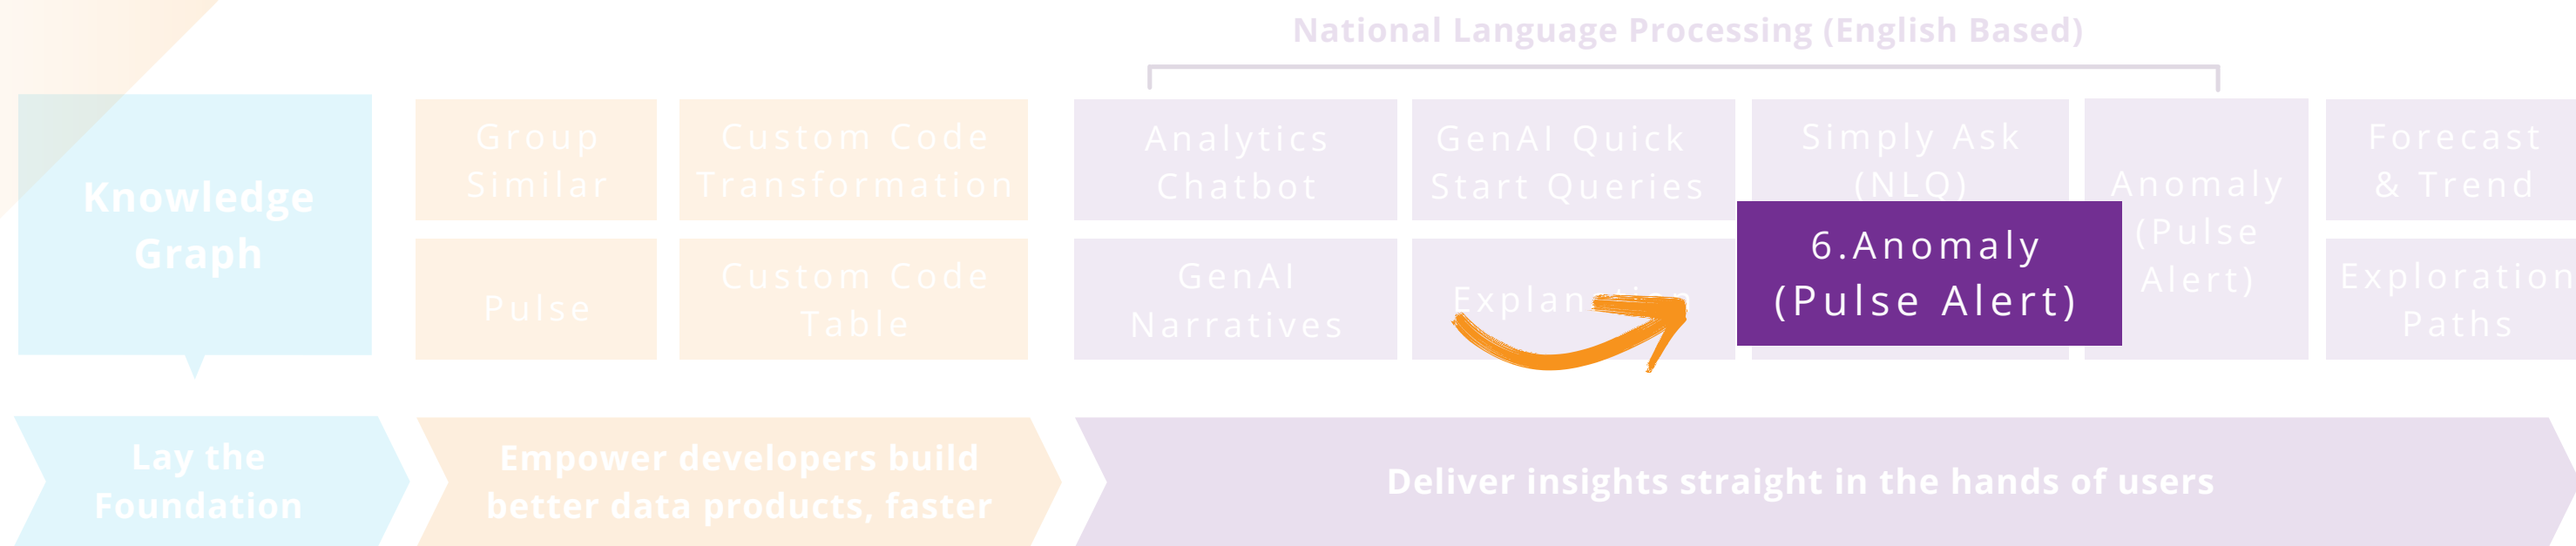 National Language Processing (English Based)
Knowledge
Graph
Group
Similar
Custom Code
Transformation
Pulse
Custom Code
Table
Analytics
Chatbot
GenAI Quick
Start Queries
Simply Ask
(NLQ)
GenAI
Narratives
Explanation
6.Anomaly
(Pulse Alert)
Anomaly
(Pulse
Alert)
Forecast
& Trend
Exploration
Paths
Lay the
Foundation
Empower developers build
better data products, faster
Deliver insights straight in the hands of users